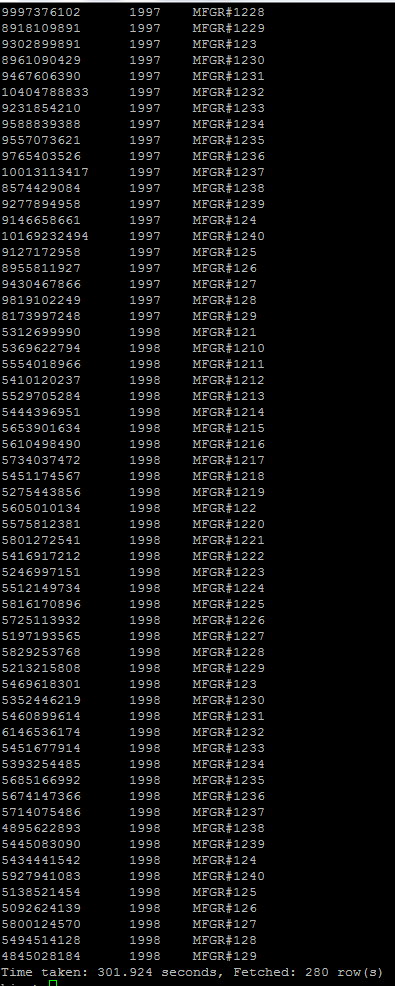 9997376102 1997 MFGR#1228
8918109891 1997 MFGR#1229
9302899891 1997 MFGR#123
8961090429 1997 MFGR#1230
9467606390 1997 MFGR#1231
10404788833 1997 MFGR#1232
9231854210 1997 MFGR#1233
9588839388 1997 MFGR#1234
9557073621 1997 MFGR#1235
9765403526 1997 MFGR#1236
10013113417 1997 MFGR#1237
8574429084 1997 MFGR#1238
9277894958 1997 MFGR#1239
9146658661 1997 MFGR#124
10169232494 1997 MFGR#1240
9127172958 1997 MFGR#125
8955811927 1997 MFGR#126
9430467866 1997 MFGR#127
9819102249 1997 MFGR#128
8173997248 1997 MFGR#129
5312699990 1998 MFGR#121
5369622794 1998 MFGR#1210
5554018966 1998 MFGR#1211
5410120237 1998 MFGR#1212
5529705284 1998 MFGR#1213
5444396951 1998 MFGR#1214
5653901634 1998 MFGR#1215
5610498490 1998 MFGR#1216
5734037472 1998 MFGR#1217
5451174567 1998 MFGR#1218
5275443856 1998 MFGR#1219
5605010134 1998 MFGR#122
5575812381 1998 MFGR#1220
5801272541 1998 MFGR#1221
5416917212 1998 MFGR#1222
5246997151 1998 MFGR#1223
5512149734 1998 MFGR#1224
5816170896 1998 MFGR#1225
5725113932 1998 MFGR#1226
5197193565 1998 MFGR#1227
5829253768 1998 MFGR#1228
5213215808 1998 MFGR#1229
5469618301 1998 MFGR#123
5352446219 1998 MFGR#1230
5460899614 1998 MFGR#1231
6146536174 1998 MFGR#1232
5451677914 1998 MFGR#1233
5393254485 1998 MFGR#1234
5685166992 1998 MFGR#1235
5674147366 1998 MFGR#1236
5714075486 1998 MFGR#1237
4895622893 1998 MFGR#1238
5445083090 1998 MFGR#1239
5434441542 1998 MFGR#124
5927941083 1998 MFGR#1240
5138521454 1998 MFGR#125
5092624139 1998 MFGR#126
5800124570 1998 MFGR#127
5494514128 1998 MFGR#128
4845028184 1998 MFGR#129
Time taken: 301.924 seconds, Fetched: 280 row(s)